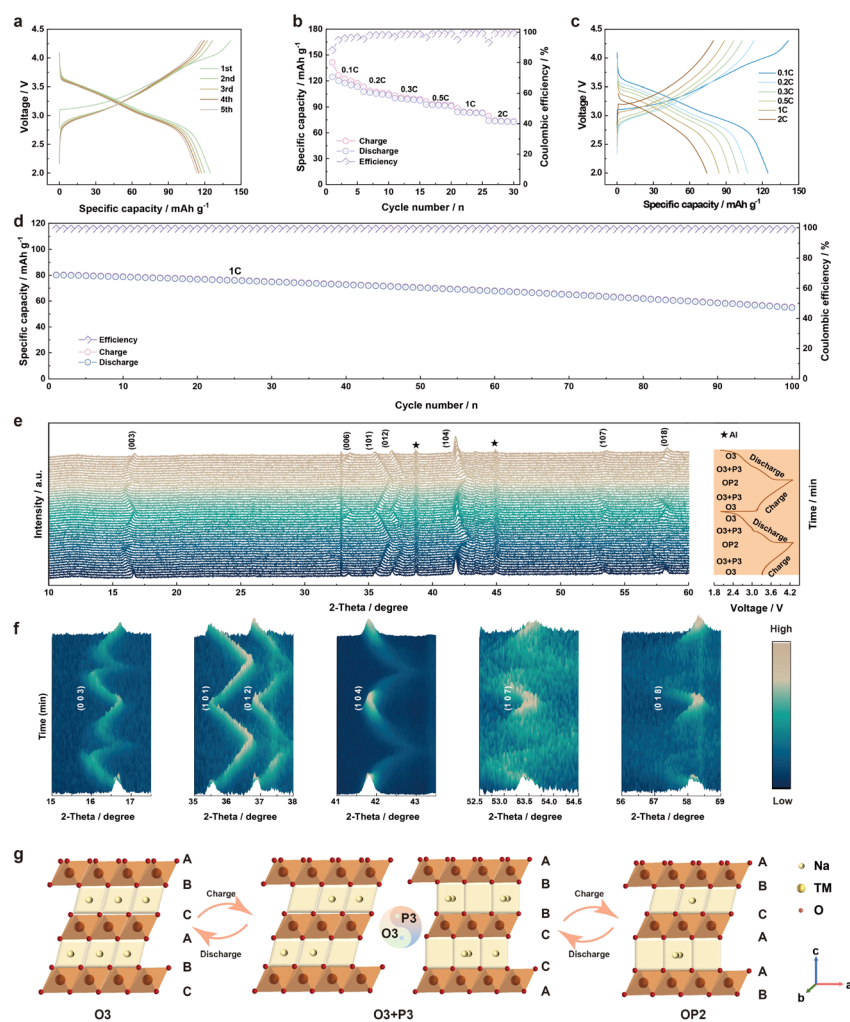 a
4.5
4.0
3.5
3.0
2.5
2.0
Voltage / V
1st
2nd
3rd
4th
5th
0 30 60 90 120 150
Specific capacity / mAh g⁻¹
b
180
150
120
90
60
30
0
Specific capacity / mAh g⁻¹
0.1C
0.2C
0.3C
0.5C
1C
2C
Charge
Discharge
Efficiency
100
80
60
40
20
0
Coulombic efficiency / %
0 5 10 15 20 25 30
Cycle number / n
c
4.5
4.0
3.5
3.0
2.5
2.0
Voltage / V
0.1C
0.2C
0.3C
0.5C
1C
2C
0 30 60 90 120 150
Specific capacity / mAh g⁻¹
d
120
100
80
60
40
20
0
Specific capacity / mAh g⁻¹
1C
Efficiency
Charge
Discharge
100
80
60
40
20
0
Coulombic efficiency / %
0 10 20 30 40 50 60 70 80 90 100
Cycle number / n
e
Intensity / a.u.
(003)
(006)
(101)
(012)
★
(104)
★
(107)
(018)
10 15 20 25 30 35 40 45 50 55 60
2-Theta / degree
★Al
O3
O3+P3
Discharge
OP2
O3+P3
Charge
O3
O3
O3+P3
Discharge
OP2
O3+P3
Charge
O3
1.8 2.4 3.0 3.6 4.2
Voltage / V
Time / min
f
Time (min)
(0 0 3)
15 16 17
2-Theta / degree
(1 0 1)
(0 1 2)
35 36 37 38
2-Theta / degree
(1 0 4)
41 42 43
2-Theta / degree
(1 0 7)
52.5 53.0 53.5 54.0 54.5
2-Theta / degree
(0 1 8)
56 57 58 59
2-Theta / degree
High
Low
g
A
B
C
A
B
C
O3
Charge
Discharge
P3
O3
A
B
B
C
C
A
O3+P3
Charge
Discharge
A
B
C
A
A
B
OP2
Na
TM
O
c
b
a